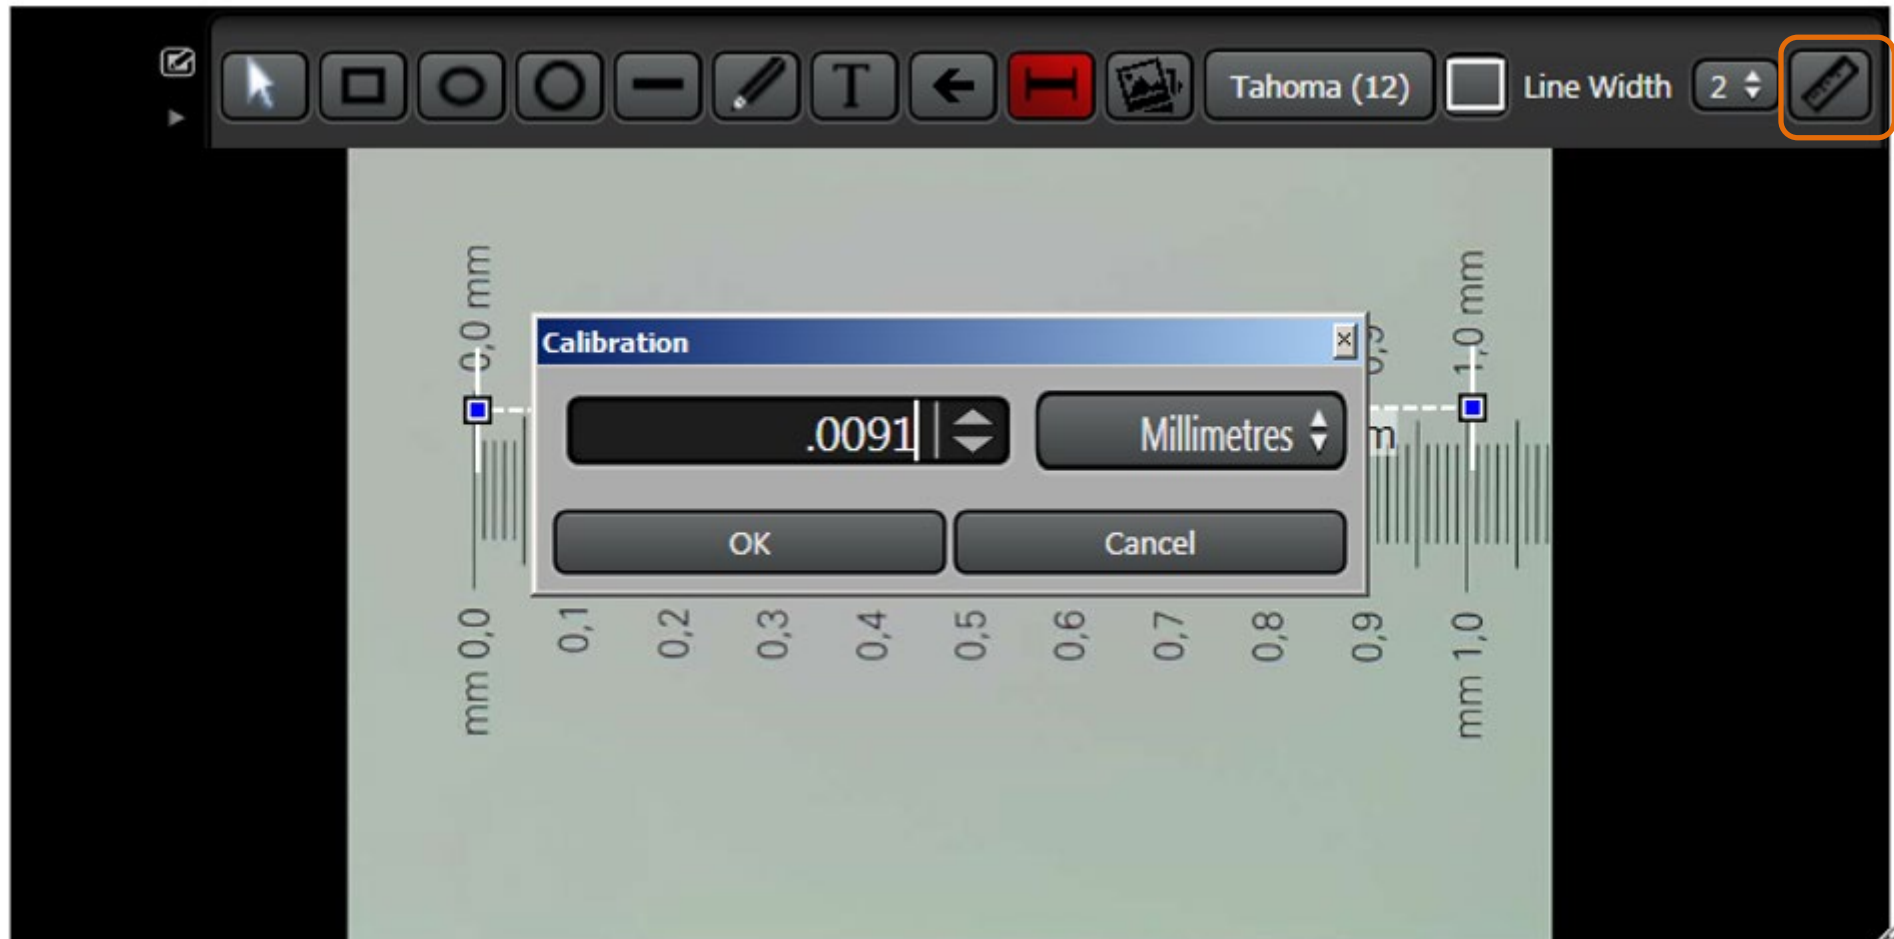 T Tahoma (12) Line Width 2
0,0 mm
0,9
1,0 mm
Calibration
.0091 Millimetres
m
OK Cancel
mm 0,0
0,1
0,2
0,3
0,4
0,5
0,6
0,7
0,8
0,9
mm 1,0